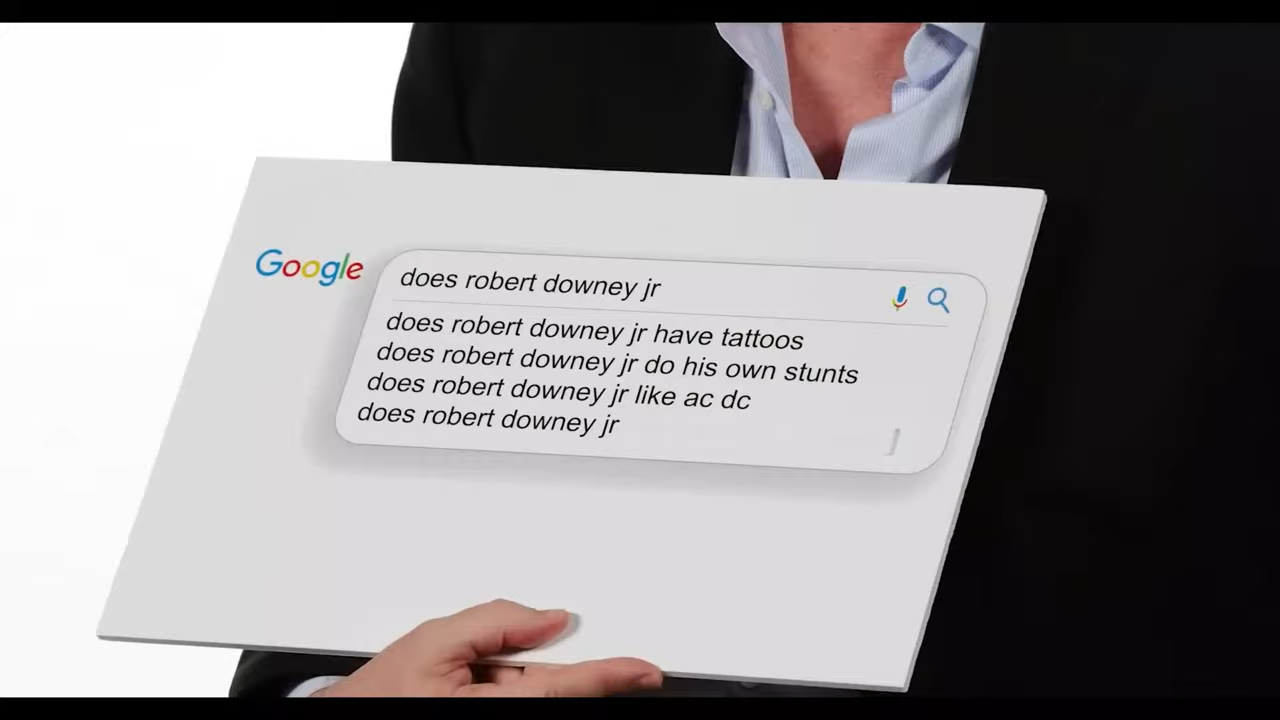 Google
does robert downey jr
does robert downey jr have tattoos
does robert downey jr do his own stunts
does robert downey jr like ac dc
does robert downey jr